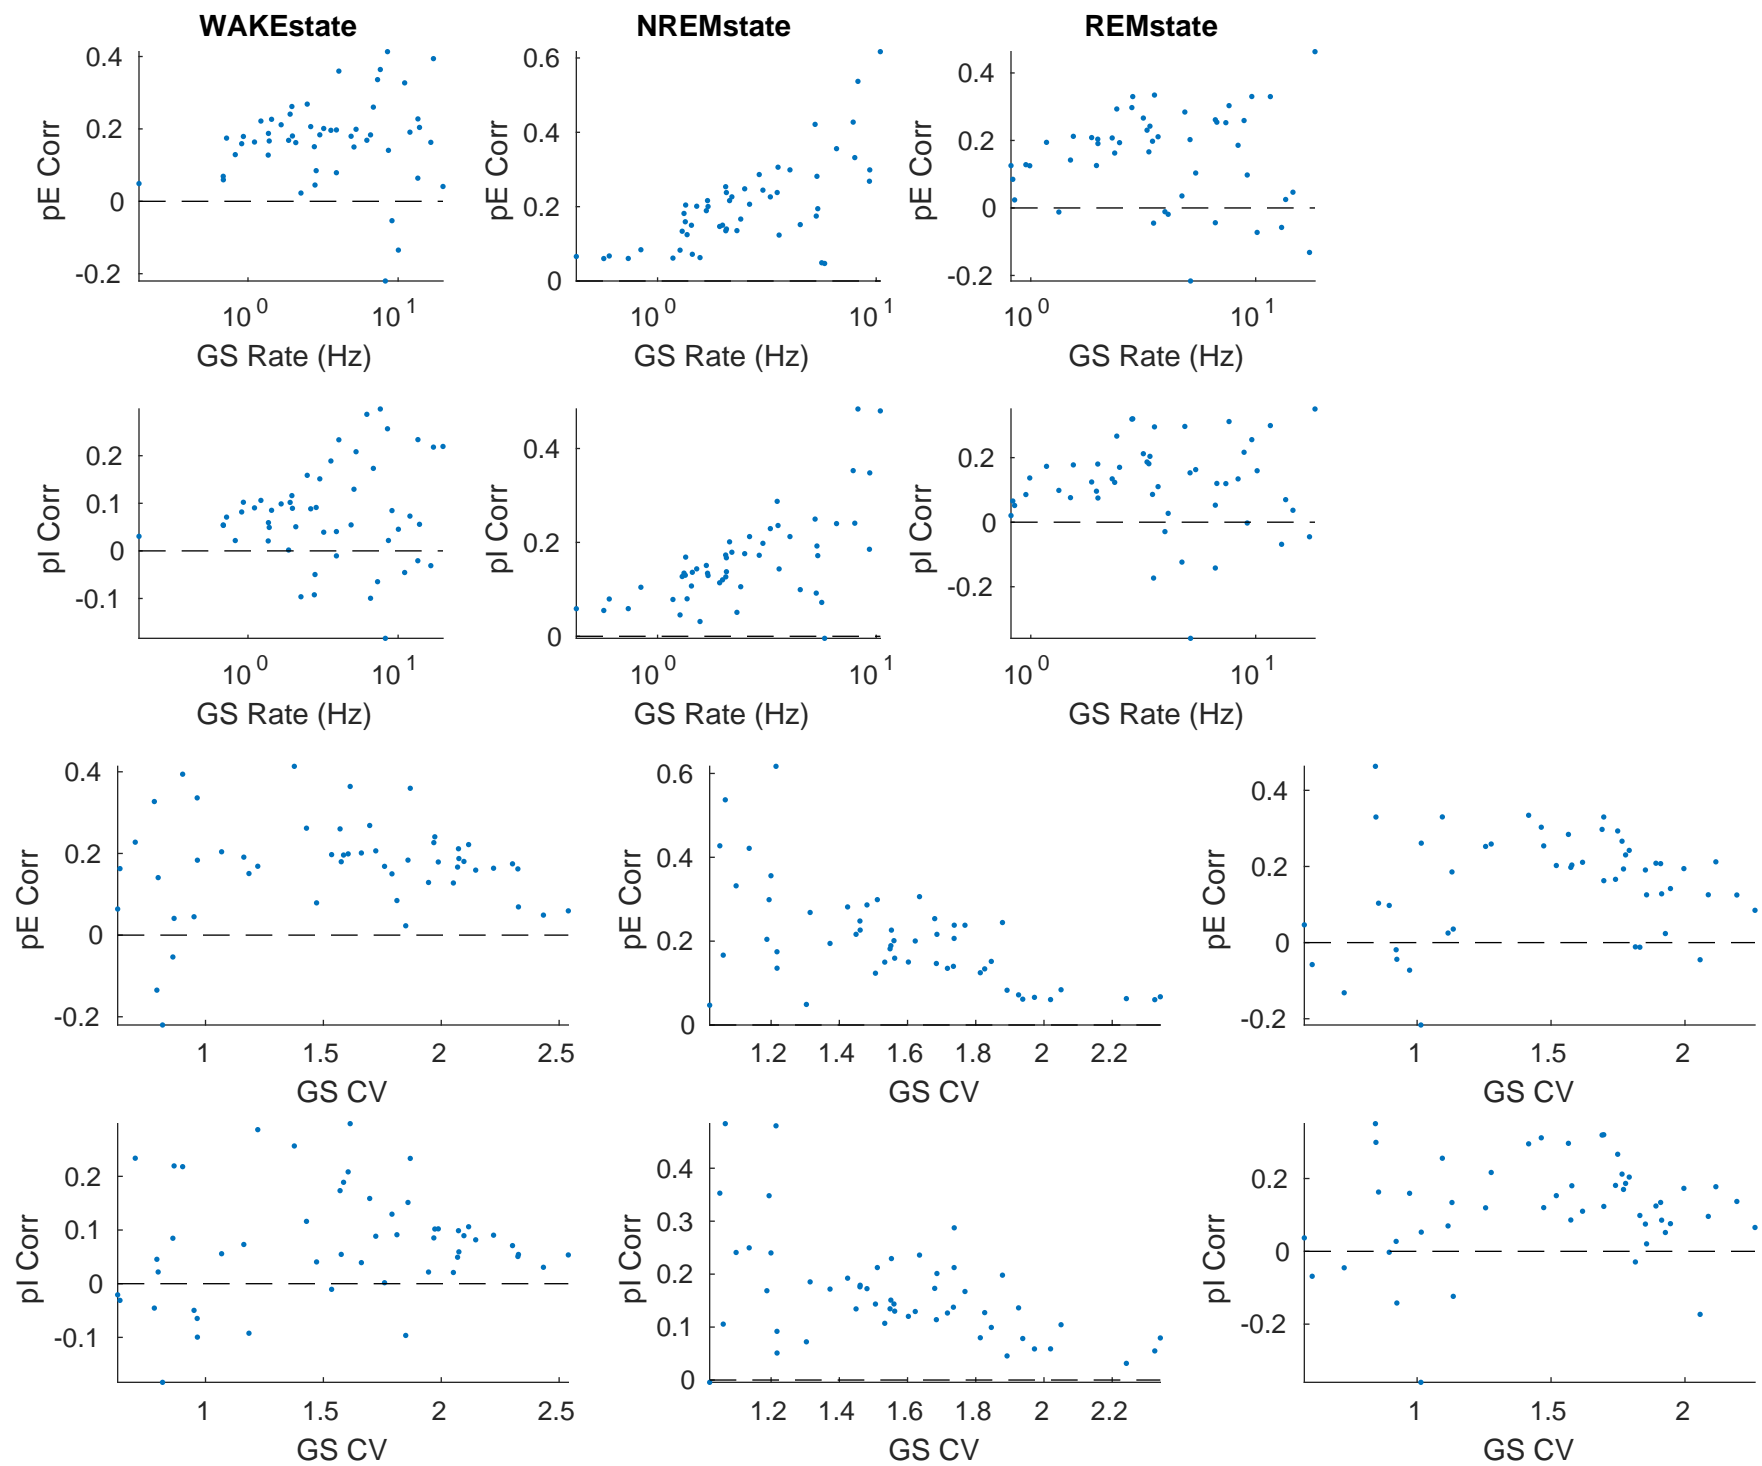 WAKEstate NREMstate REMstate
0.4 0.2 0 -0.2 pE Corr
10^0 10^1
GS Rate (Hz)
0.6 0.4 0.2 0
10^0 10^1
GS Rate (Hz)
0.4 0.2 0 -0.2 pE Corr
10^0 10^1
GS Rate (Hz)
0.2 0.1 0 -0.1 pI Corr
10^0 10^1
GS Rate (Hz)
0.4 0.2 0 pI Corr
10^0 10^1
GS Rate (Hz)
0.2 0 -0.2 pI Corr
10^0 10^1
GS Rate (Hz)
0.4 0.2 0 -0.2 pE Corr
1 1.5 2 2.5
GS CV
0.6 0.4 0.2 0 pE Corr
1.2 1.4 1.6 1.8 2 2.2
GS CV
0.4 0.2 0 -0.2 pE Corr
1 1.5 2
GS CV
0.2 0.1 0 -0.1 pI Corr
1 1.5 2 2.5
GS CV
0.4 0.3 0.2 0.1 0 pI Corr
1.2 1.4 1.6 1.8 2 2.2
GS CV
0.2 0 -0.2 pI Corr
1 1.5 2
GS CV